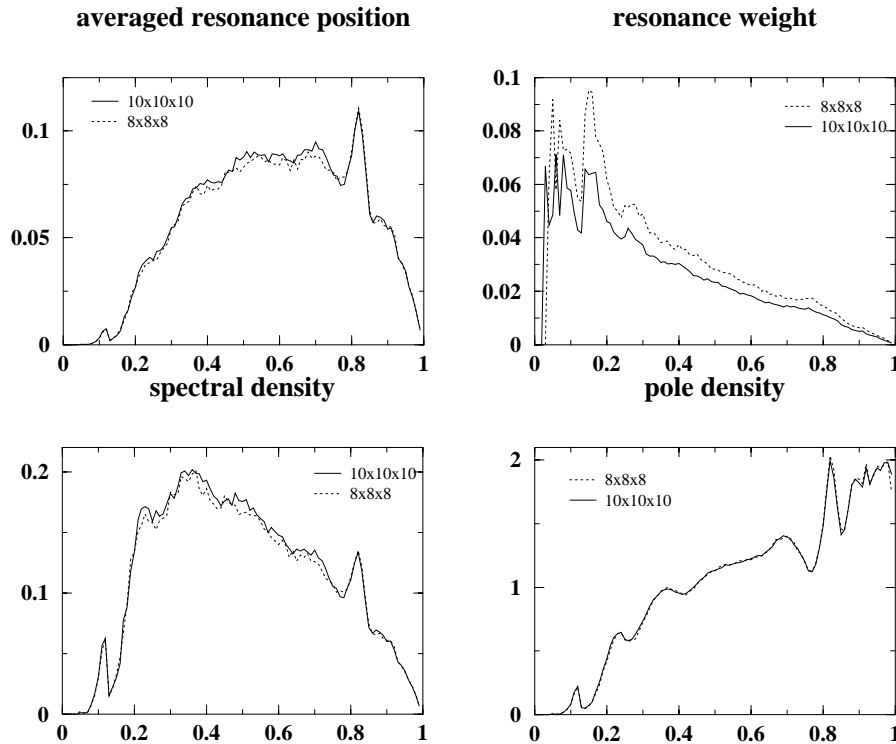 averaged resonance position
resonance weight
0.1
0.05
0
10x10x10
8x8x8
0 0.2 0.4 0.6 0.8 1
0.1
0.08
0.06
0.04
0.02
0
8x8x8
10x10x10
0 0.2 0.4 0.6 0.8 1
spectral density
pole density
0.2
0.1
0
10x10x10
8x8x8
0 0.2 0.4 0.6 0.8 1
2
1
0
8x8x8
10x10x10
0 0.2 0.4 0.6 0.8 1